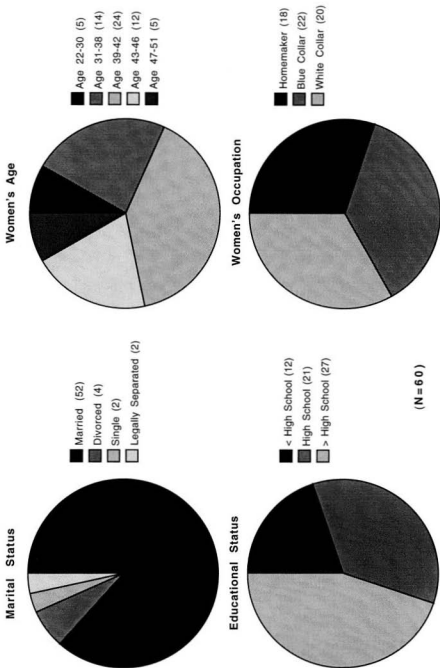 Marital Status
Married (52)
Divorced (4)
Single (2)
Legally Separated (2)
Women's Age
Age 22-30 (5)
Age 31-38 (14)
Age 39-42 (24)
Age 43-46 (12)
Age 47-51 (5)
Educational Status
< High School (12)
High School (21)
> High School (27)
Women's Occupation
Homemaker (18)
Blue Collar (22)
White Collar (20)
(N=60)